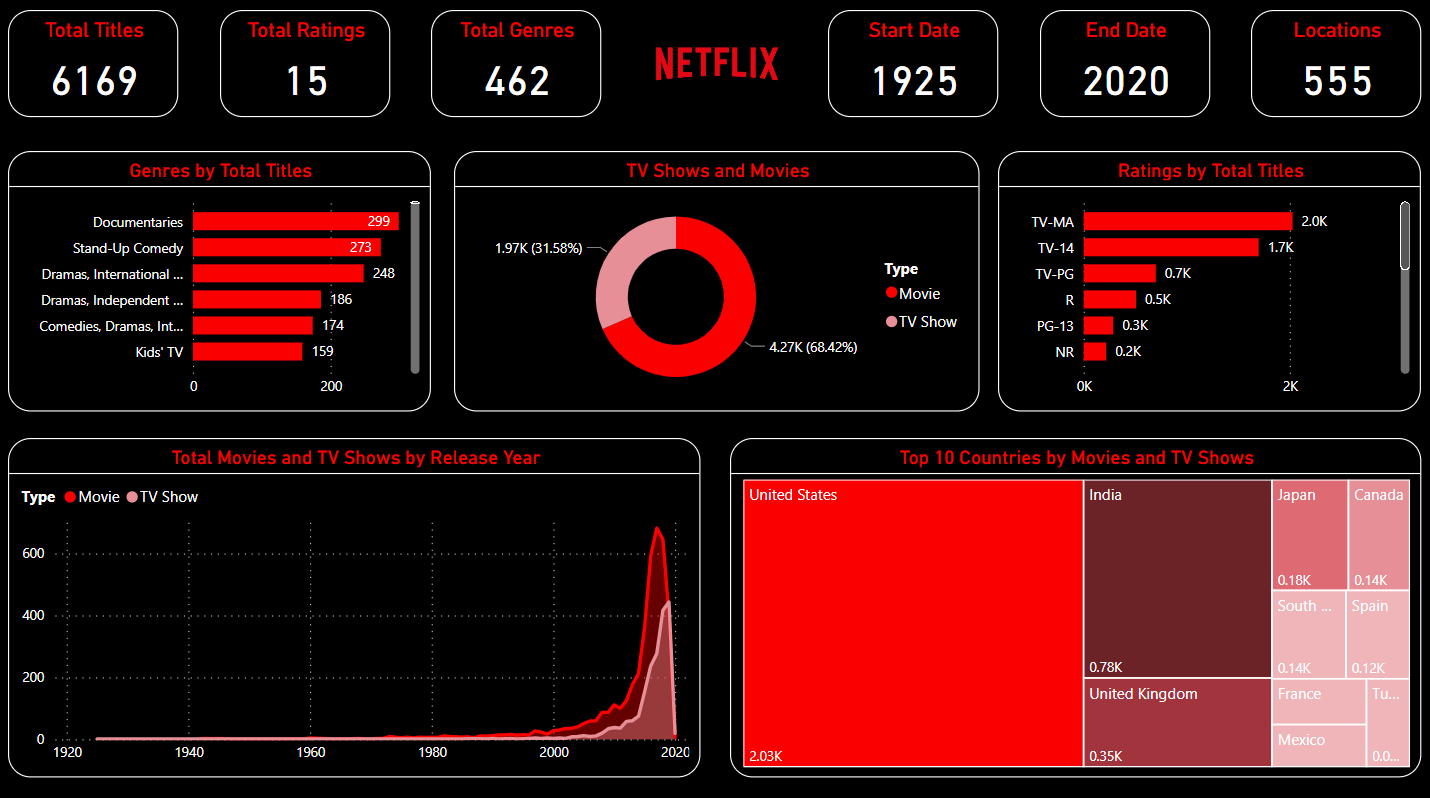 Total Titles
6169
Total Ratings
15
Total Genres
462
NETFLIX
Start Date
1925
End Date
2020
Locations
555
Genres by Total Titles
Documentaries 299
Stand-Up Comedy 273
Dramas, International ... 248
Dramas, Independent ... 186
Comedies, Dramas, Int... 174
Kids' TV 159
0 200
TV Shows and Movies
1.97K (31.58%)
4.27K (68.42%)
Type
Movie
TV Show
Ratings by Total Titles
TV-MA 2.0K
TV-14 1.7K
TV-PG 0.7K
R 0.5K
PG-13 0.3K
NR 0.2K
0K 2K
Total Movies and TV Shows by Release Year
Type Movie TV Show
600
400
200
0
1920 1940 1960 1980 2000 2020
Top 10 Countries by Movies and TV Shows
United States
2.03K
India
0.78K
United Kingdom
0.35K
Japan
0.18K
Canada
0.14K
South ...
0.14K
Spain
0.12K
France
Mexico
Tu...
0.0...